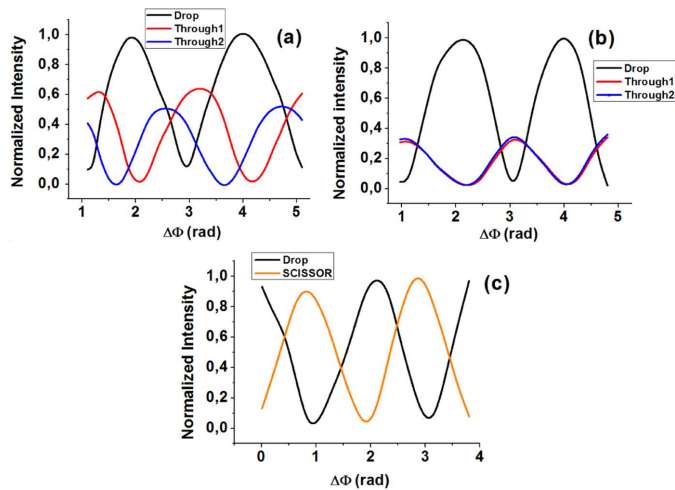 Drop
Through1
Through2
(a)
Normalized Intensity
1,0
0,8
0,6
0,4
0,2
0,0
1 2 3 4 5
ΔΦ (rad)
(b)
Drop
Through1
Through2
Normalized Intensity
1,0
0,8
0,6
0,4
0,2
0,0
1 2 3 4 5
ΔΦ (rad)
Drop
SCISSOR
(c)
Normalized Intensity
1,0
0,8
0,6
0,4
0,2
0,0
0 1 2 3 4
ΔΦ (rad)